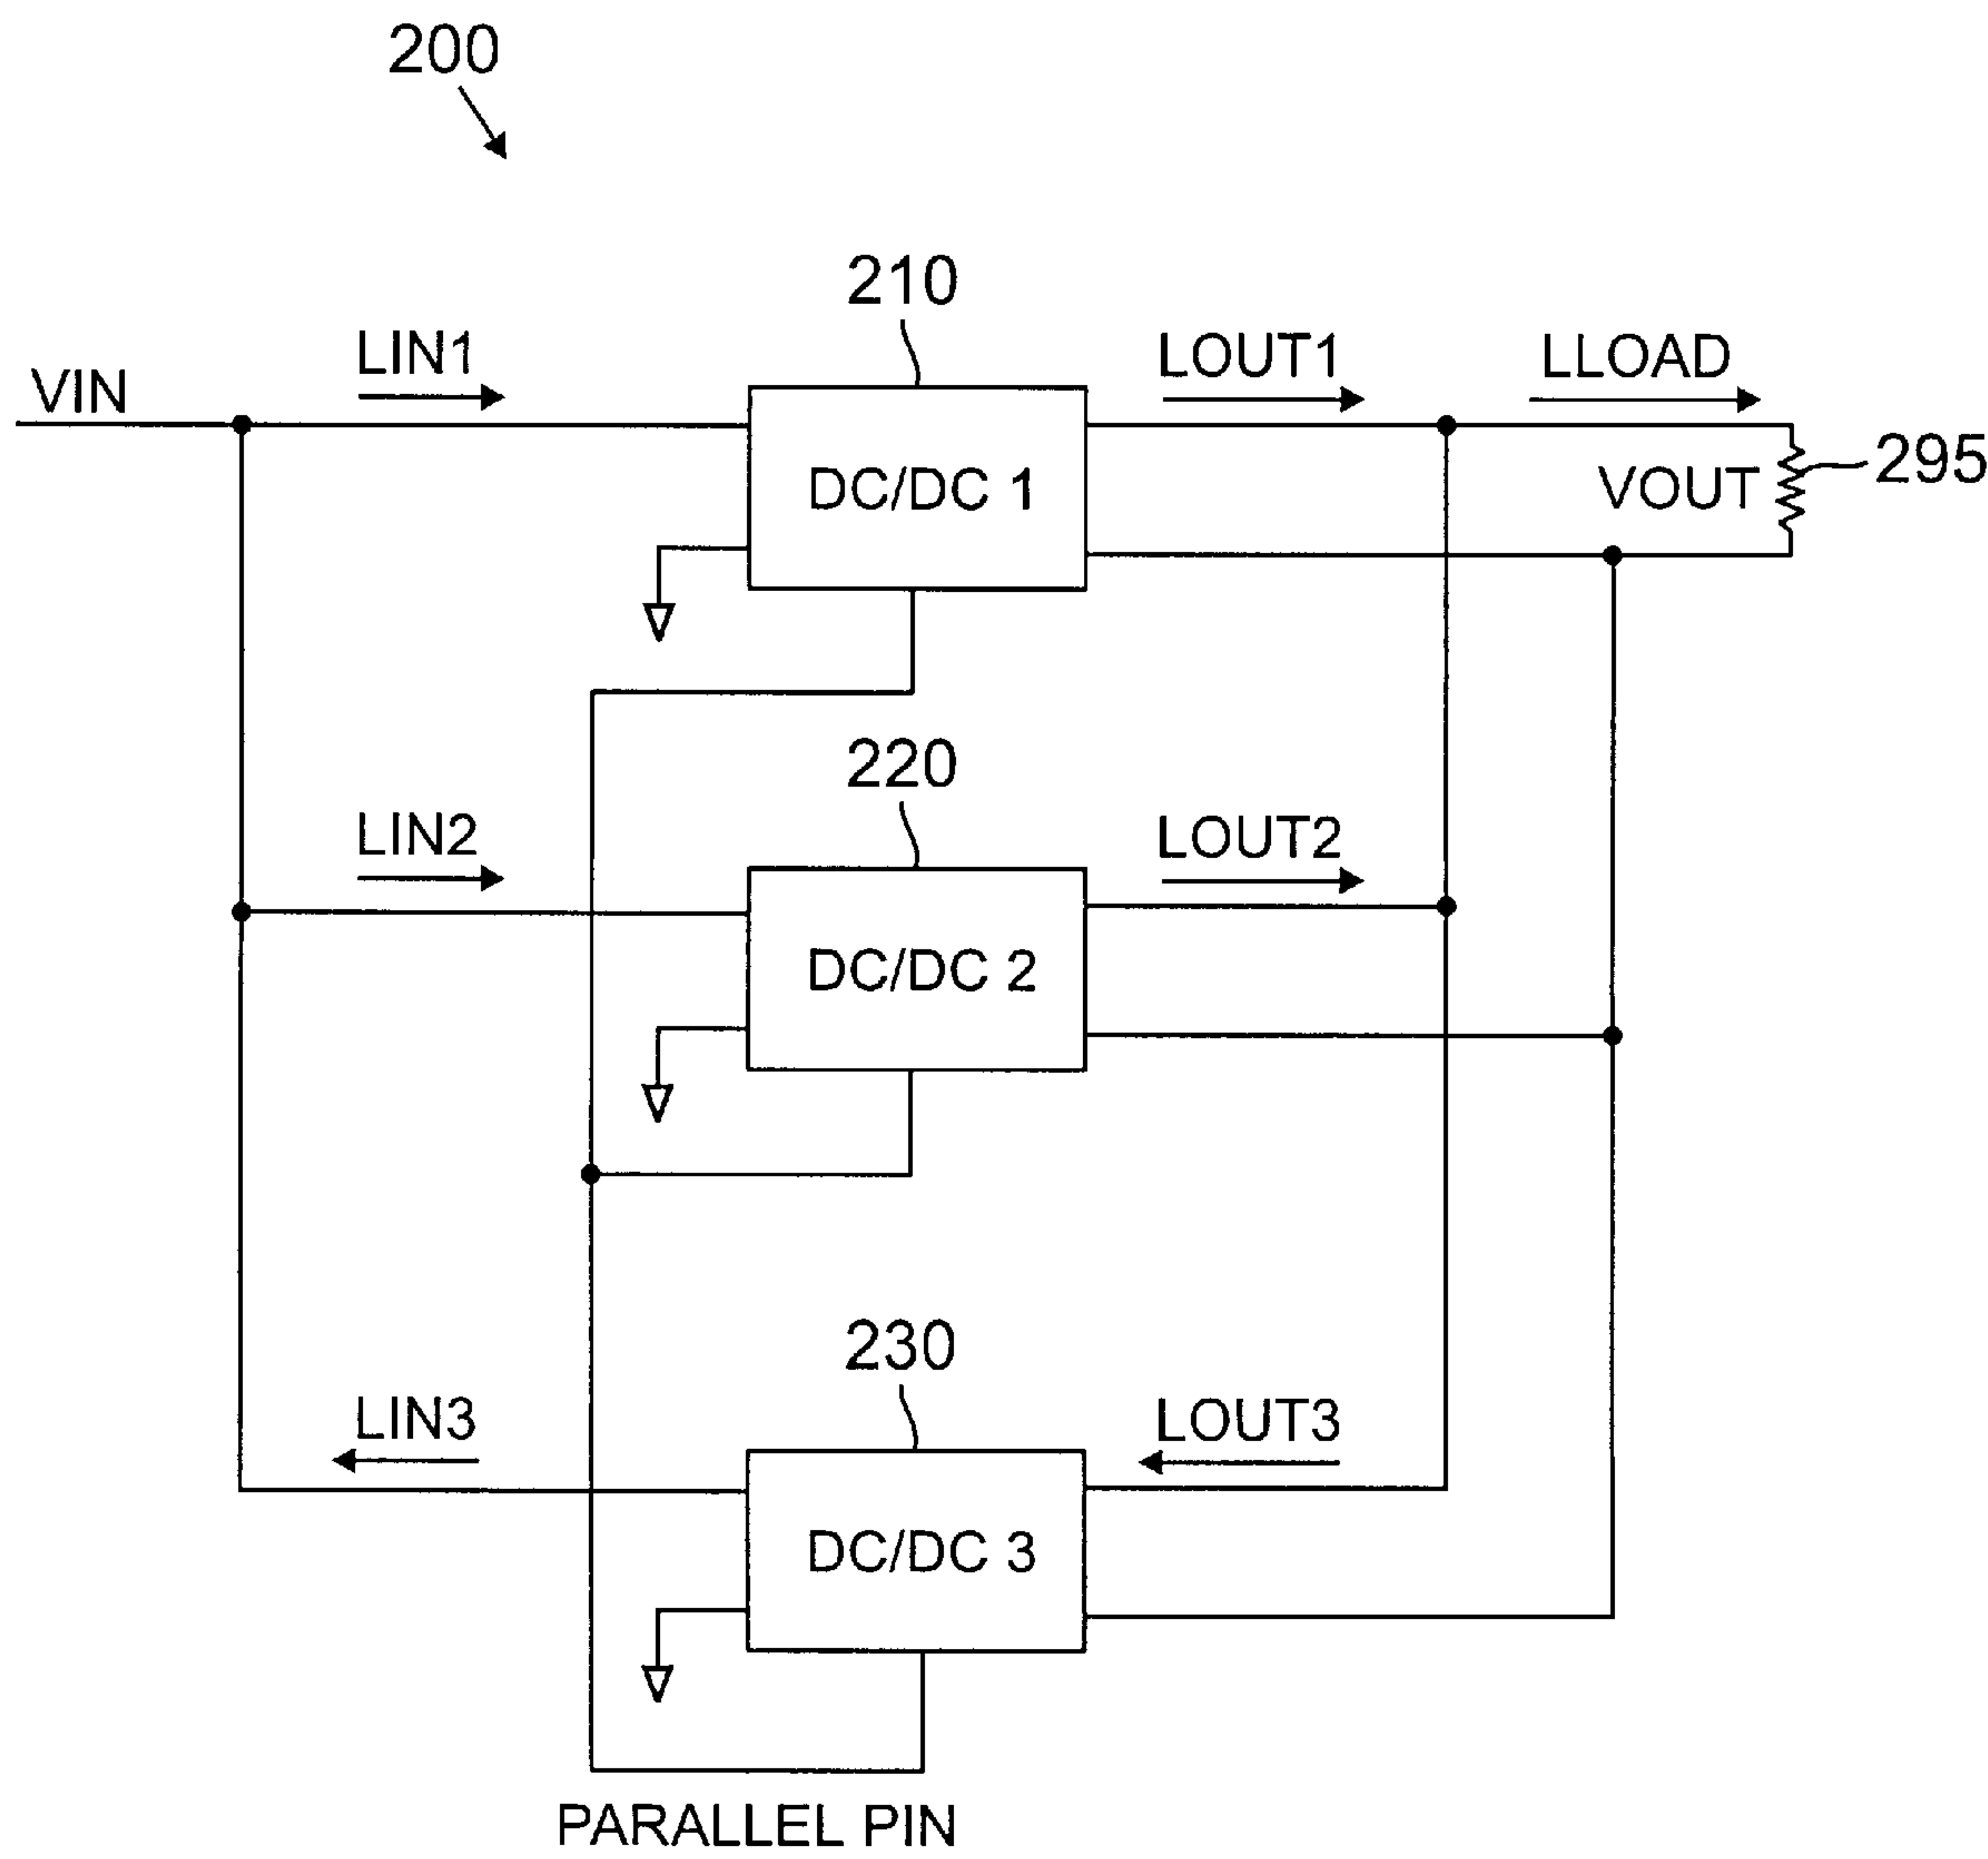 200
210
LIN1
LOUT1
LLOAD
VIN
295
DC/DC 1
VOUT
220
LIN2
LOUT2
DC/DC 2
230
LIN3
LOUT3
DC/DC 3
PARALLEL PIN